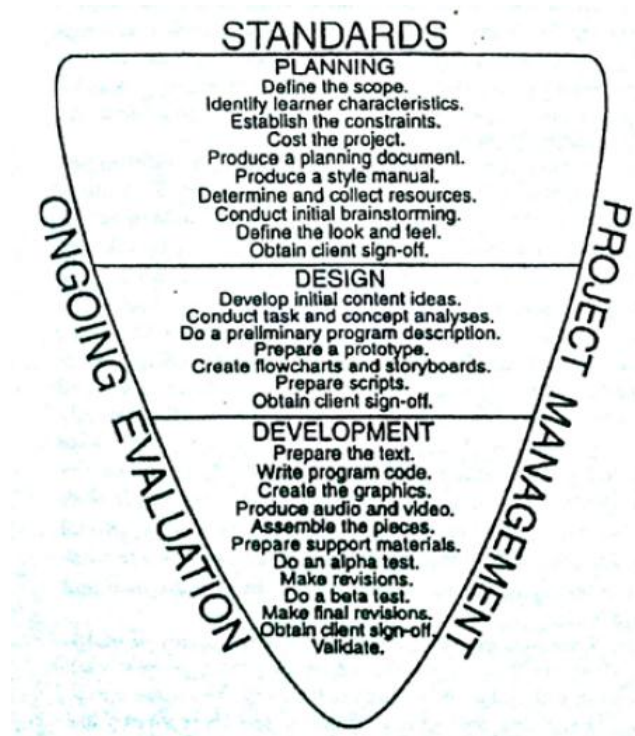 STANDARDS
PLANNING
Define the scope.
Identify learner characteristics.
Establish the constraints.
Cost the project.
Produce a planning document.
Produce a style manual.
Determine and collect resources.
Conduct initial brainstorming.
Define the look and feel.
Obtain client sign-off.
DESIGN
Develop initial content ideas.
Conduct task and concept analyses.
Do a preliminary program description.
Prepare a prototype.
Create flowcharts and storyboards.
Prepare scripts.
Obtain client sign-off.
DEVELOPMENT
Prepare the text.
Write program code.
Create the graphics.
Produce audio and video.
Assemble the pieces.
Prepare support materials.
Do an alpha test.
Make revisions.
Do a beta test.
Make final revisions.
Obtain client sign-off.
Validate.
ONGOING EVALUATION
PROJECT MANAGEMENT